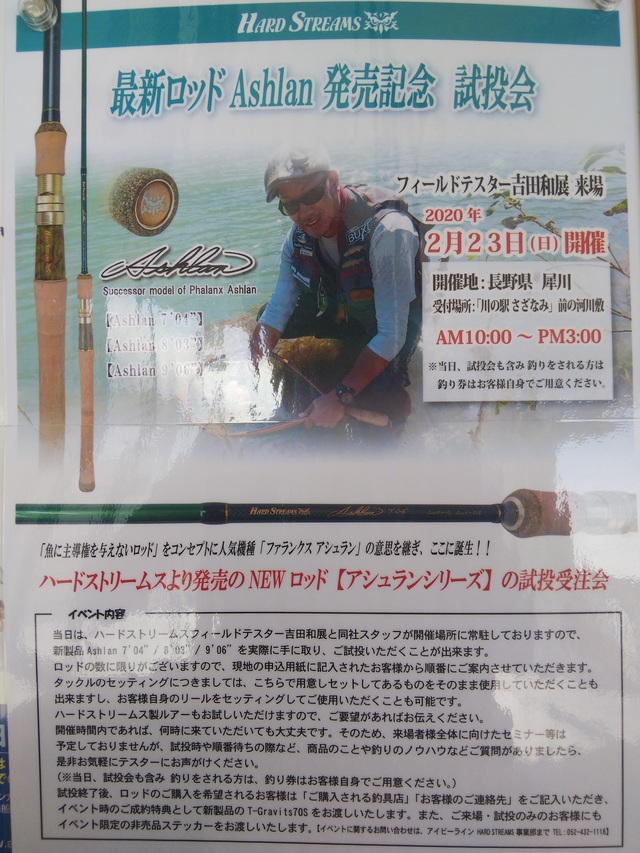 HARD STREAMS
最新ロッド Ashlan 発売記念 試投会
フィールドテスター吉田和展 来場
2020年
2月23日(日) 開催
開催地:長野県 犀川
受付場所:「川の駅 さざなみ」前の河川敷
AM10:00 ~ PM3:00
※当日、試投会も含み 釣りをされる方は
釣り券はお客様自身でご用意ください。
Ashlan
Successor model of Phalanx Ashlan
【Ashlan 7'04"】
【Ashlan 8'03"】
【Ashlan 9'06"】
HARD STREAMS Ashlan 7'04"
「魚に主導権を与えないロッド」をコンセプトに人気機種「ファランクス アシュラン」の意思を継ぎ、ここに誕生!!
ハードストリームスより発売の NEW ロッド【アシュランシリーズ】の試投受注会
イベント内容
当日は、ハードストリームスフィールドテスター吉田和展と同社スタッフが開催場所に常駐しておりますので、
新製品 Ashlan 7'04" / 8'03" / 9'06" を実際に手に取り、ご試投いただくことが出来ます。
ロッドの数に限りがございますので、現地の申込用紙に記入されたお客様から順番にご案内させていただきます。
タックルのセッティングにつきましては、こちらで用意しセットしてあるものをそのまま使用していただくことも
出来ますし、お客様自身のリールをセッティングしてご使用いただくことも可能です。
ハードストリームス製ルアーもお試しいただけますので、ご要望があればお伝えください。
開催時間内であれば、何時に来ていただいても大丈夫です。そのため、来場者様全体に向けたセミナー等は
予定しておりませんが、試投時や順番待ちの際など、商品のことや釣りのノウハウなどご質問がありましたら、
是非お気軽にテスターにお声がけください。
(※当日、試投会も含み 釣りをされる方は、釣り券はお客様自身でご用意ください。)
試投終了後、ロッドのご購入を希望されるお客様は「ご購入される釣具店」「お客様のご連絡先」をご記入いただき、
イベント時のご成約特典として新製品の T-Gravits70S をお渡しいたします。また、ご来場・試投のみのお客様にも
イベント限定の非売品ステッカーをお渡しいたします。【イベントに関するお問い合わせは、アイビーライン HARD STREAMS 事業部まで TEL:052-432-1118】